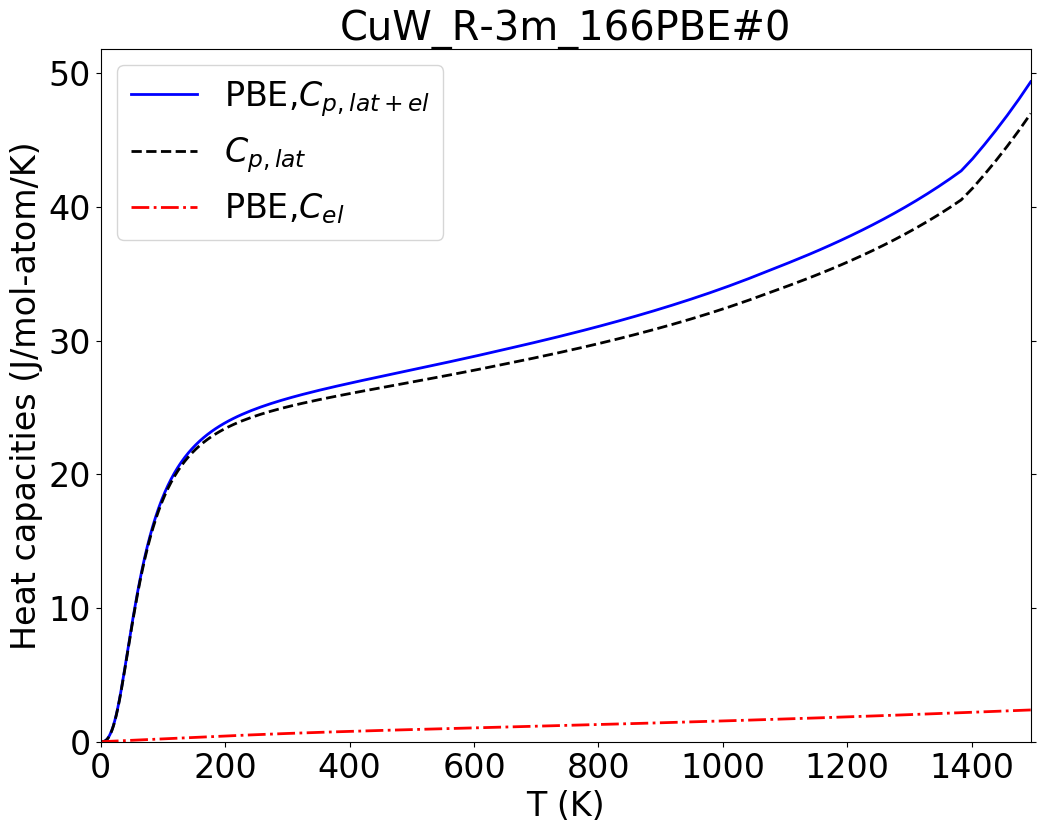 CuW_R-3m_166PBE#0
PBE,C_{p,lat+el}
C_{p,lat}
PBE,C_{el}
Heat capacities (J/mol-atom/K)
50
40
30
20
10
0
0 200 400 600 800 1000 1200 1400
T (K)